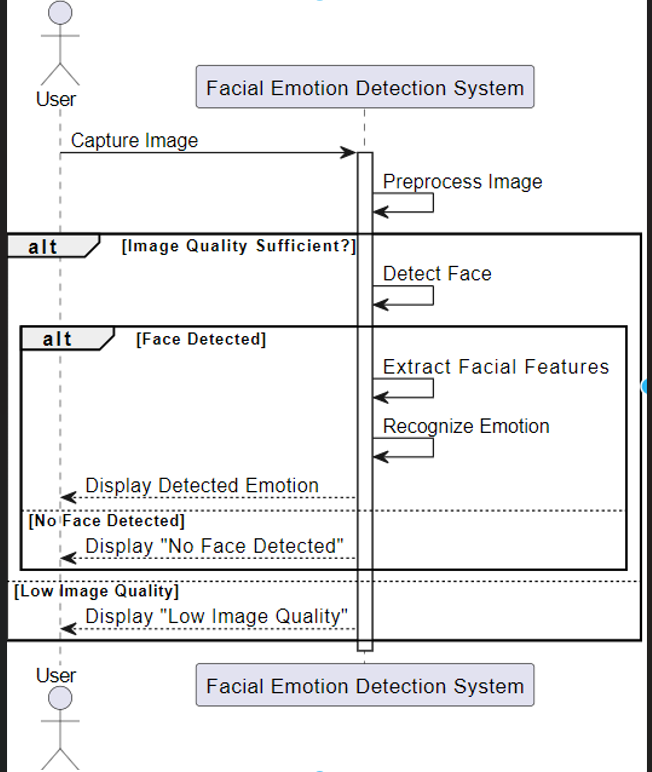 User
Facial Emotion Detection System
Capture Image
Preprocess Image
alt [Image Quality Sufficient?]
Detect Face
alt [Face Detected]
Extract Facial Features
Recognize Emotion
Display Detected Emotion
[No Face Detected]
Display "No Face Detected"
[Low Image Quality]
Display "Low Image Quality"
User
Facial Emotion Detection System